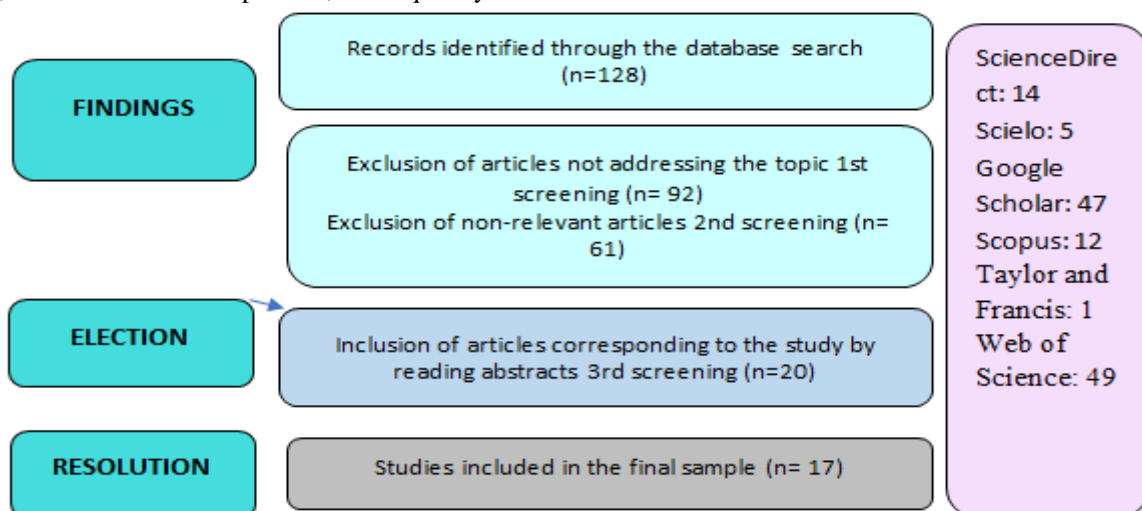 FINDINGS
Records identified through the database search
(n=128)
Exclusion of articles not addressing the topic 1st
screening (n= 92)
Exclusion of non-relevant articles 2nd screening (n=
61)
ELECTION
Inclusion of articles corresponding to the study by
reading abstracts 3rd screening (n=20)
RESOLUTION
Studies included in the final sample (n= 17)
ScienceDire
ct: 14
Scielo: 5
Google
Scholar: 47
Scopus: 12
Taylor and
Francis: 1
Web of
Science: 49